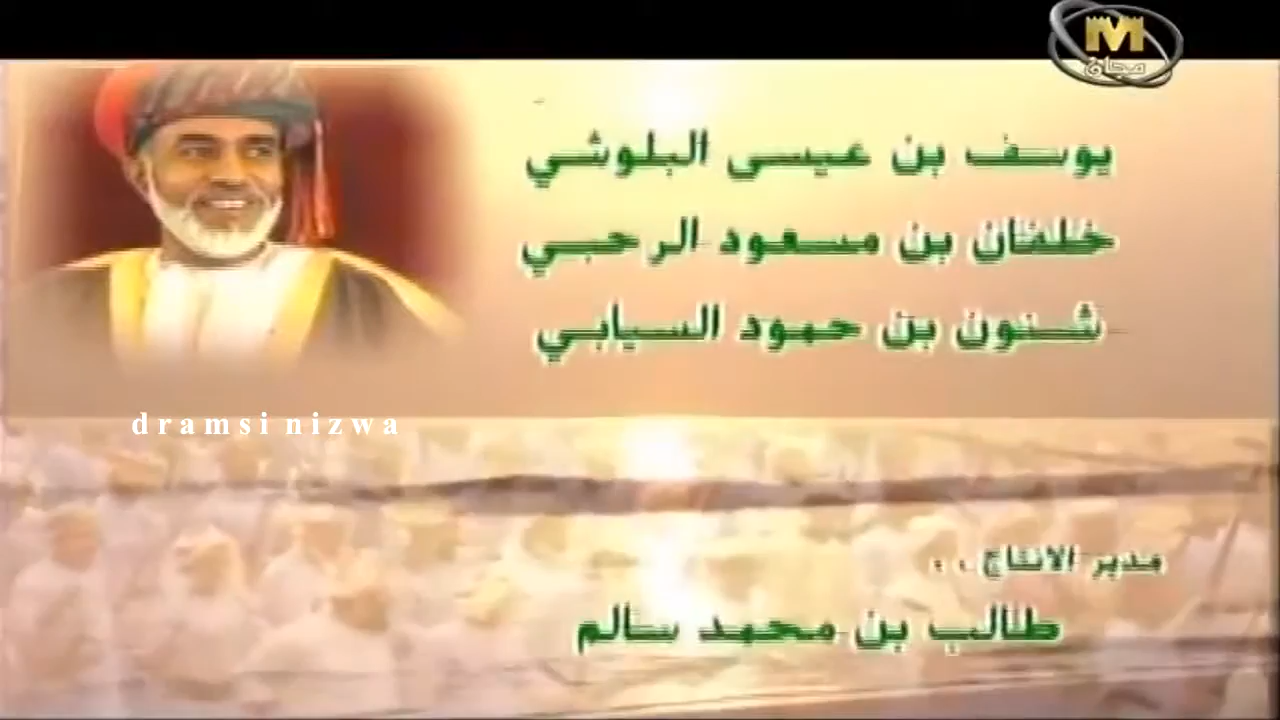 M
مجان
يوسف بن عيسى البلوشي
خلفان بن مسعود الرحبي
شنون بن حمود السيابي
dramsi nizwa
مدير الانتاج . .
طالب بن محمد سالم